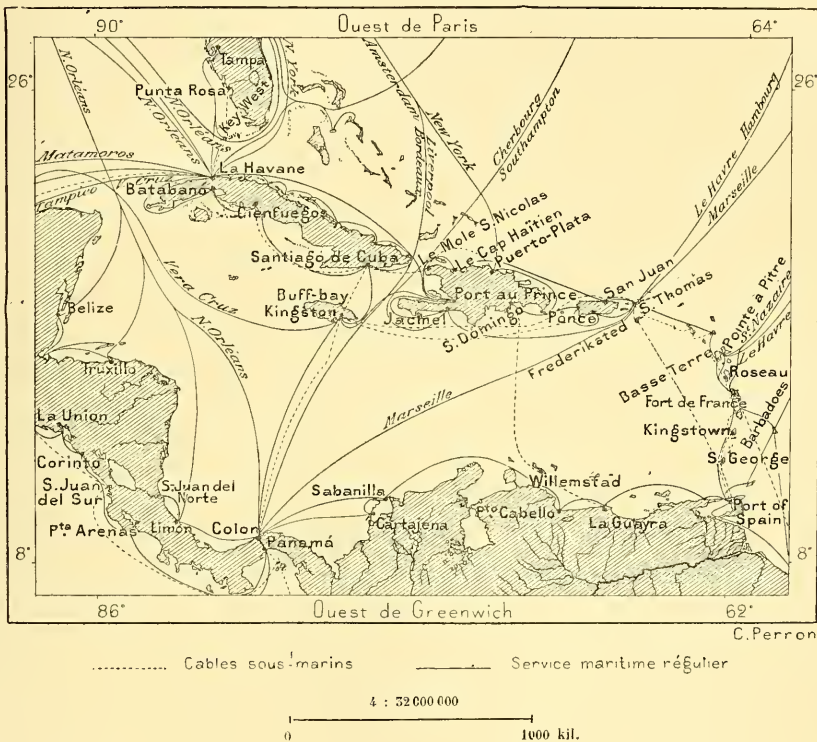 90° Ouest de Paris 64°
26° 26°
N. Orléans
N. York
Tampa
Punta Rosa
Key West
N. Orléans
N. Orléans
Amsterdam
Bordeaux
Liverpool
New York
Cherbourg
Southampton
Le Havre Hambourg
Marseille
Matamoros
La Havane
Tampico
Cruz
Batabanó
Cienfuegos
Le Mole S. Nicolas
Le Cap Haïtien
Puerto-Plata
Santiago de Cuba
San Juan
S. Thomas
Vera Cruz
Buff-bay
Kingston
Port au Prince
Jacmel
S. Domingo
Ponce
Belize
N. Orléans
Frederiksted
Pointe à Pitre
St. Nazaire
Le Havre
Basse Terre
Roseau
Truxillo
Fort de France
Barbadoes
Marseille
La Union
Kingstown
Corinto
S. George
S. Juan
del Sur
S. Juan del
Norte
Sabanilla
Willemstad
Pta. Arenas
Limon
Colon
Cartajena
Pto. Cabello
La Guayra
Port of
Spain
Panamá
8° 8°
86° Ouest de Greenwich 62°
C. Perron
Cables sous-marins Service maritime régulier
4 : 32 000 000
0 1000 kil.